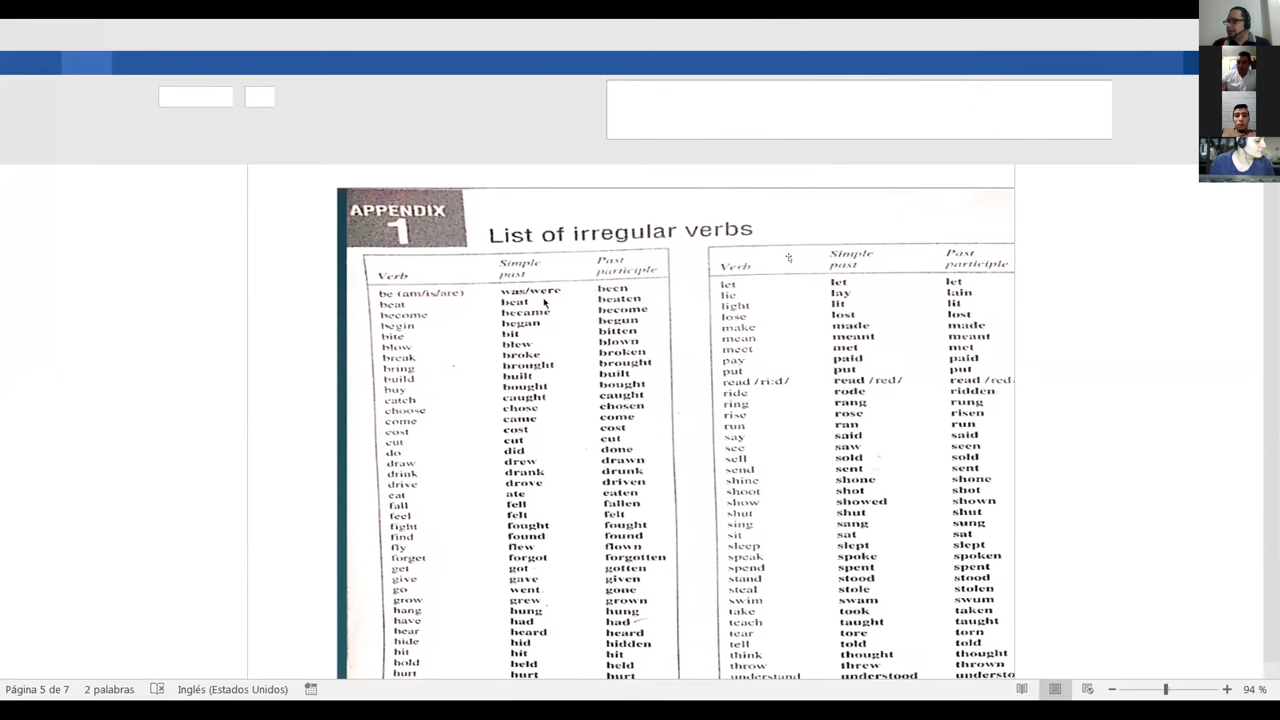 APPENDIX
1
List of irregular verbs
Verb Simple past Past participle
be (am/is/are) was/were been
beat beat beaten
become became become
begin began begun
bite bit bitten
blow blew blown
break broke broken
bring brought brought
build built built
buy bought bought
catch caught caught
choose chose chosen
come came come
cost cost cost
cut cut cut
do did done
draw drew drawn
drink drank drunk
drive drove driven
eat ate eaten
fall fell fallen
feel felt felt
fight fought fought
find found found
fly flew flown
forget forgot forgotten
get got gotten
give gave given
go went gone
grow grew grown
hang hung hung
have had had
hear heard heard
hide hid hidden
hit hit hit
hold held held
hurt hurt hurt
Verb Simple past Past participle
let let let
lie lay lain
light lit lit
lose lost lost
make made made
mean meant meant
meet met met
pay paid paid
put put put
read /ri:d/ read /red/ read /red
ride rode ridden
ring rang rung
rise rose risen
run ran run
say said said
see saw seen
sell sold sold
send sent sent
shine shone shone
shoot shot shot
show showed shown
shut shut shut
sing sang sung
sit sat sat
sleep slept slept
speak spoke spoken
spend spent spent
stand stood stood
steal stole stolen
swim swam swum
take took taken
teach taught taught
tear tore torn
tell told told
think thought thought
throw threw thrown
understand understood understo
Página 5 de 7 2 palabras Inglés (Estados Unidos) 94 %